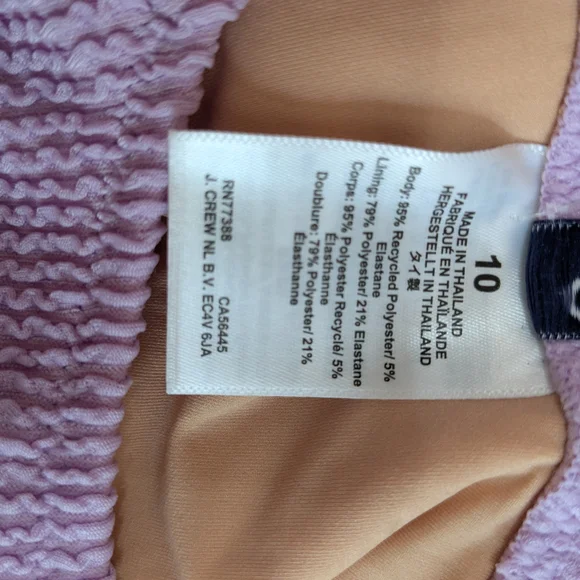 10
MADE IN THAILAND
FABRIQUÉ EN THAÏLANDE
HERGESTELLT IN THAILAND
タイ製
Body: 95% Recycled Polyester/ 5%
Elastane
Lining: 79% Polyester/ 21% Elastane
Corps: 95% Polyester Recyclé/ 5%
Élasthanne
Doublure: 79% Polyester/ 21%
Élasthanne
RN77388 CA56445
J. CREW NL B.V. EC4V 6JA